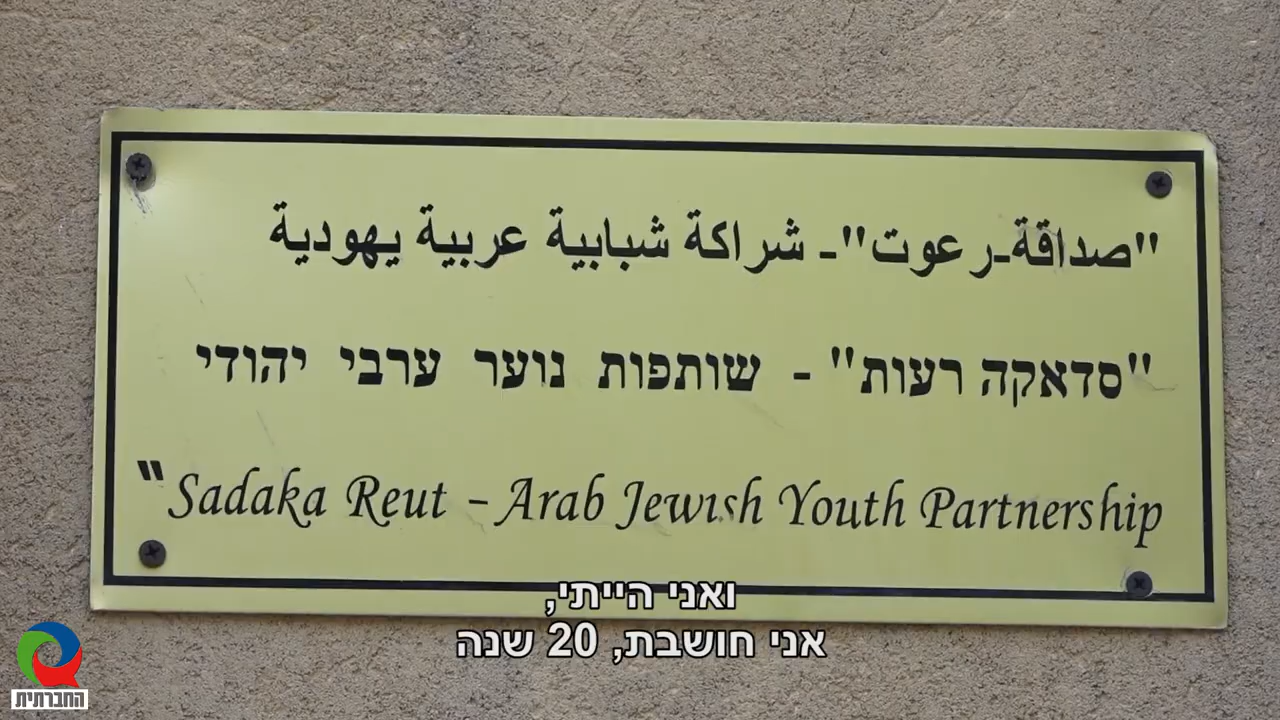 "صداقة-رعوت"- شراكة شبابية عربية يهودية
"סדאקה רעות" - שותפות נוער ערבי יהודי
"Sadaka Reut - Arab Jewish Youth Partnership
ואני הייתי,
אני חושבת, 20 שנה
החברתית